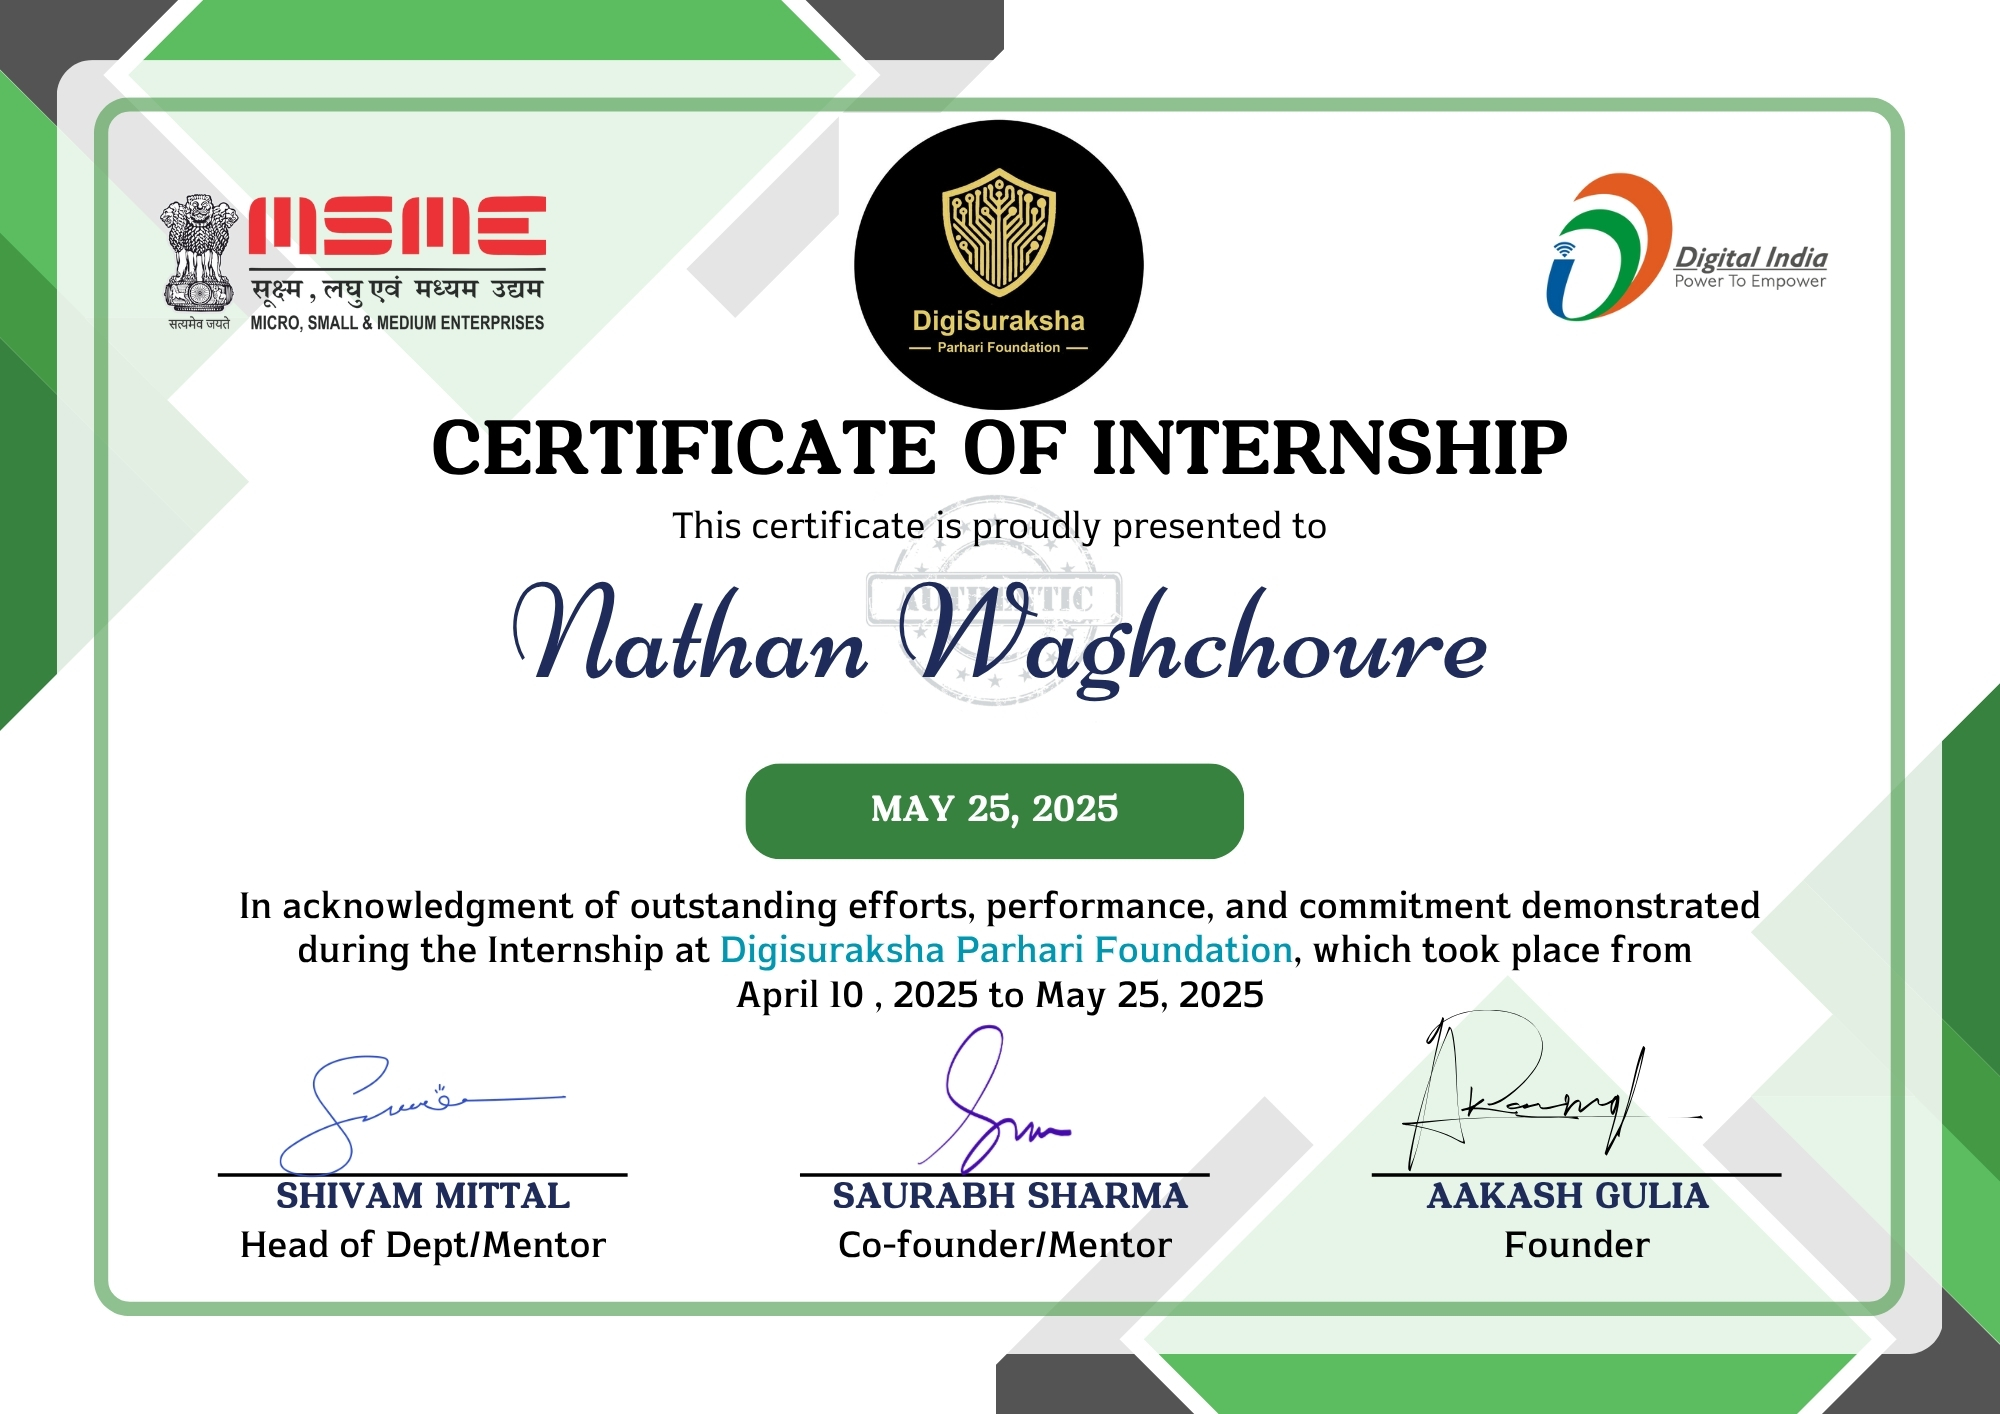 MSME
सूक्ष्म , लघु एवं मध्यम उद्यम
सत्यमेव जयते
MICRO, SMALL & MEDIUM ENTERPRISES
DigiSuraksha
Parhari Foundation
Digital India
Power To Empower
CERTIFICATE OF INTERNSHIP
This certificate is proudly presented to
AUTHENTIC
Nathan Waghchoure
MAY 25, 2025
In acknowledgment of outstanding efforts, performance, and commitment demonstrated
during the Internship at Digisuraksha Parhari Foundation, which took place from
April 10 , 2025 to May 25, 2025
SHIVAM MITTAL
Head of Dept/Mentor
SAURABH SHARMA
Co-founder/Mentor
AAKASH GULIA
Founder